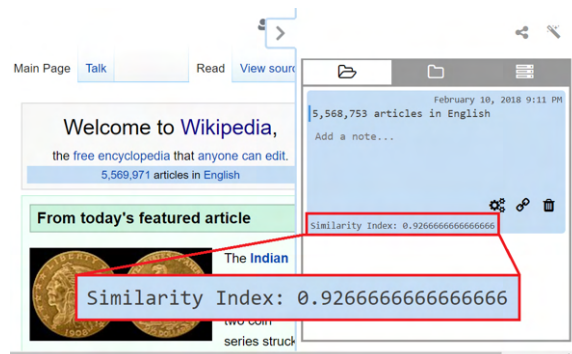 Main Page Talk Read View sourc
Welcome to Wikipedia,
the free encyclopedia that anyone can edit.
5,569,971 articles in English
From today's featured article
The Indian
two coin
series struck
1908
February 10, 2018 9:11 PM
5,568,753 articles in English
Add a note...
Similarity Index: 0.9266666666666666
Similarity Index: 0.9266666666666666